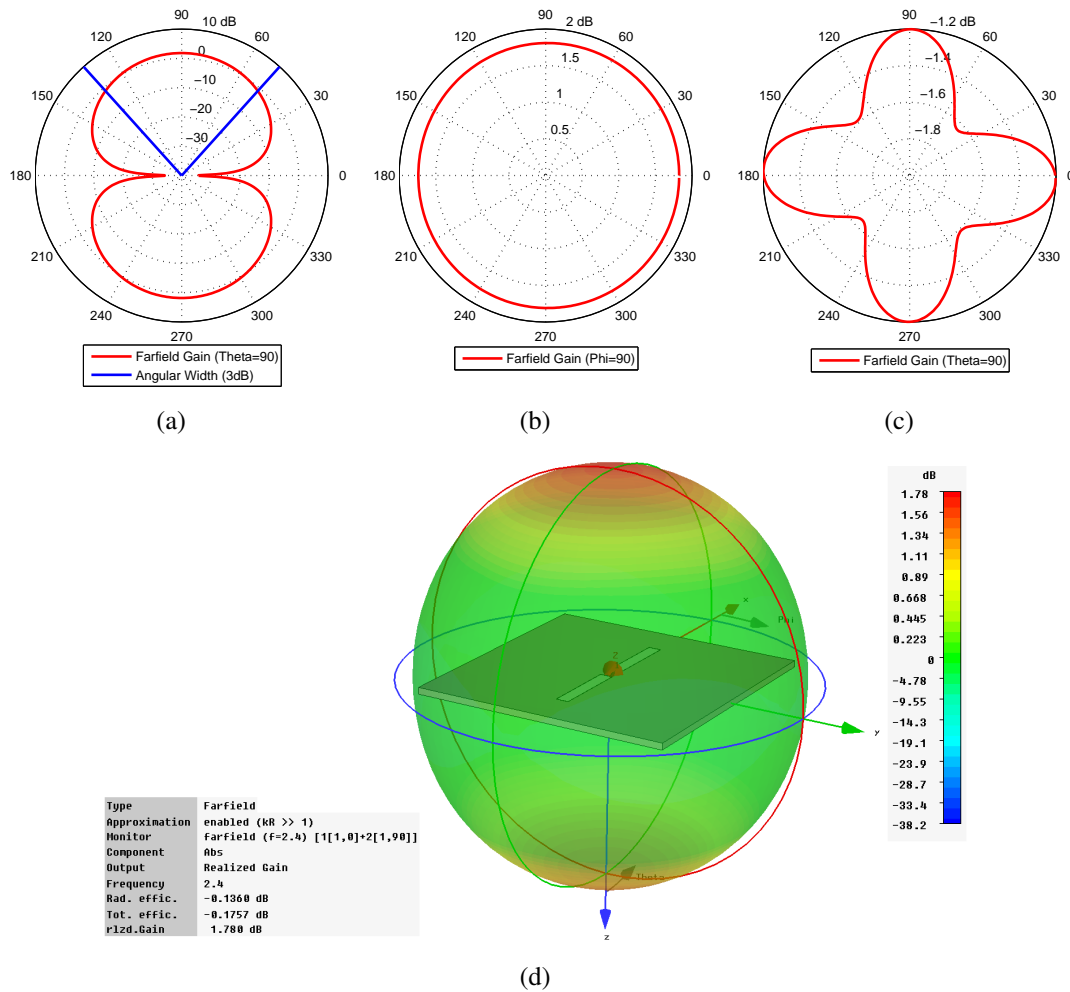 90
10 dB
120
60
0
−10
150
30
−20
−30
180
0
210
330
240
300
270
Farfield Gain (Theta=90)
Angular Width (3dB)
(a)
90
2 dB
120
60
1.5
150
30
1
0.5
180
0
210
330
240
300
270
Farfield Gain (Phi=90)
(b)
90
−1.2 dB
120
60
−1.4
150
30
−1.6
−1.8
180
0
210
330
240
300
270
Farfield Gain (Theta=90)
(c)
dB
1.78
1.56
1.34
1.11
0.89
0.668
0.445
0.223
0
-4.78
-9.55
-14.3
-19.1
-23.9
-28.7
-33.4
-38.2
x
Phi
Z
y
Theta
z
Type Farfield
Approximation enabled (kR >> 1)
Monitor farfield (f=2.4) [1[1,0]+2[1,90]]
Component Abs
Output Realized Gain
Frequency 2.4
Rad. effic. -0.1360 dB
Tot. effic. -0.1757 dB
rlzd.Gain 1.780 dB
(d)